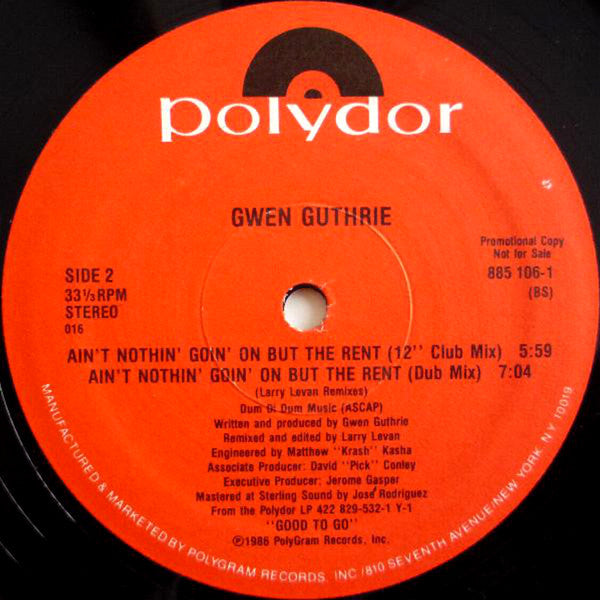 polydor
GWEN GUTHRIE
Promotional Copy
Not for Sale
885 106-1
(BS)
SIDE 2
33⅓ RPM
STEREO
016
AIN'T NOTHIN' GOIN' ON BUT THE RENT (12'' Club Mix) 5:59
AIN'T NOTHIN' GOIN' ON BUT THE RENT (Dub Mix) 7:04
(Larry Levan Remixes)
Dum Di Dum Music (ASCAP)
Written and produced by Gwen Guthrie
Remixed and edited by Larry Levan
Engineered by Matthew "Krash" Kasha
Associate Producer: David "Pick" Conley
Executive Producer: Jerome Gasper
Mastered at Sterling Sound by José Rodriguez
From the Polydor LP 422 829-532-1 Y-1
"GOOD TO GO"
℗1986 PolyGram Records, Inc.
MANUFACTURED & MARKETED BY POLYGRAM RECORDS, INC /810 SEVENTH AVENUE/NEW YORK, N.Y. 10019